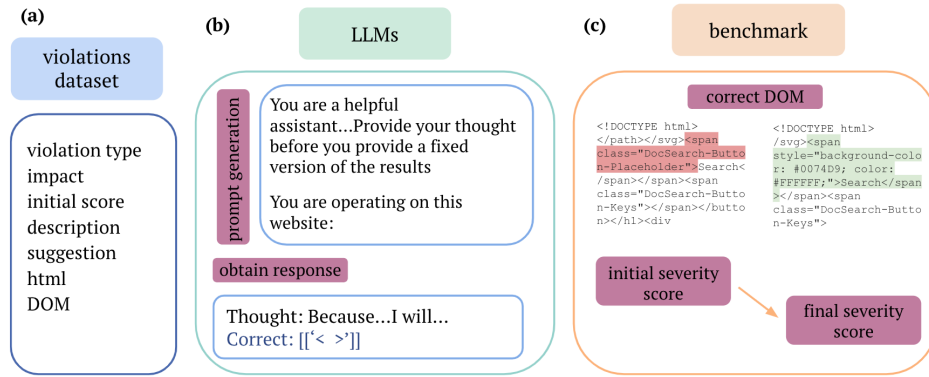 (a)
violations
dataset
violation type
impact
initial score
description
suggestion
html
DOM
(b)
LLMs
prompt generation
You are a helpful
assistant...Provide your thought
before you provide a fixed
version of the results
You are operating on this
website:
obtain response
Thought: Because...I will...
Correct: [['< >']]
(c)
benchmark
correct DOM
<!DOCTYPE html>
</path></svg><span
class="DocSearch-Butto
n-Placeholder">Search<
/span></span><span
class="DocSearch-Butto
n-Keys"></span></butto
n></h1><div
<!DOCTYPE html>
/svg><span
style="background-colo
r: #0074D9; color:
#FFFFFF;">Search</span
></span><span
class="DocSearch-Butto
n-Keys">
initial severity
score
final severity
score